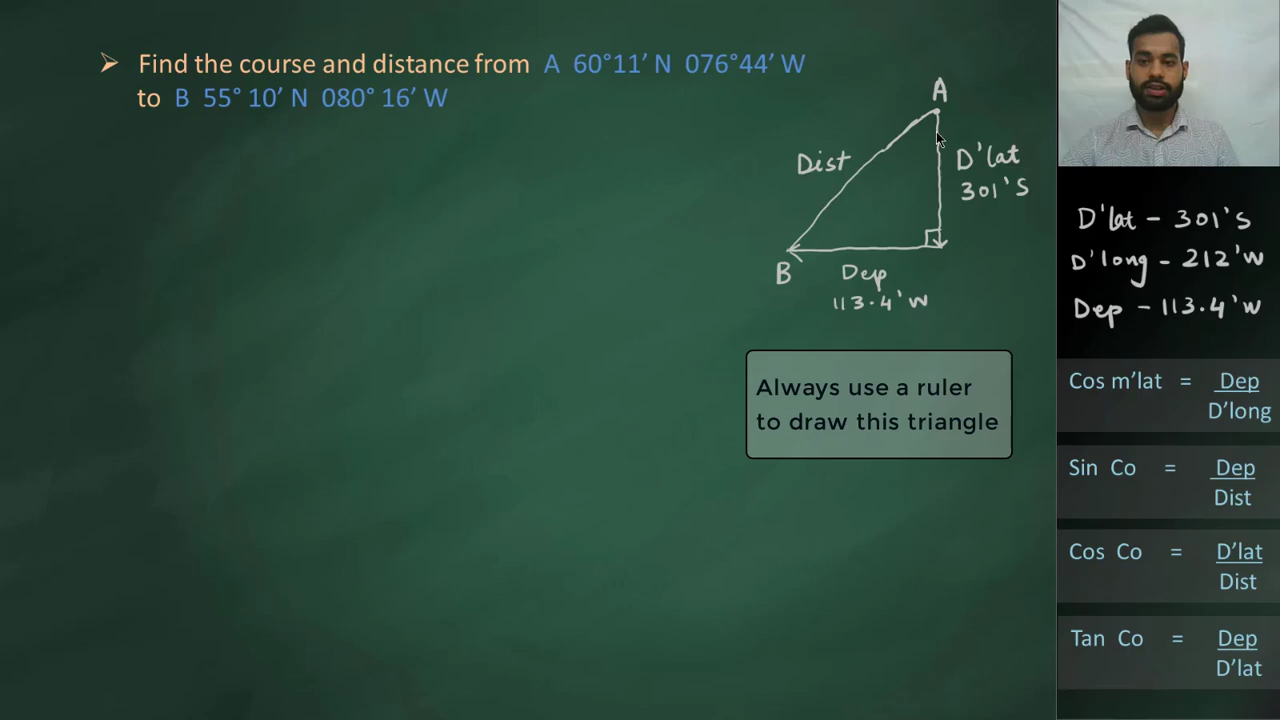 ➢ Find the course and distance from A 60°11’ N 076°44’ W
to B 55° 10’ N 080° 16’ W
A
Dist
D'lat
301'S
B
Dep
113.4'W
Always use a ruler
to draw this triangle
D'lat - 301'S
D'long - 212'W
Dep - 113.4'W
Cos m’lat = Dep
D’long
Sin Co = Dep
Dist
Cos Co = D’lat
Dist
Tan Co = Dep
D’lat